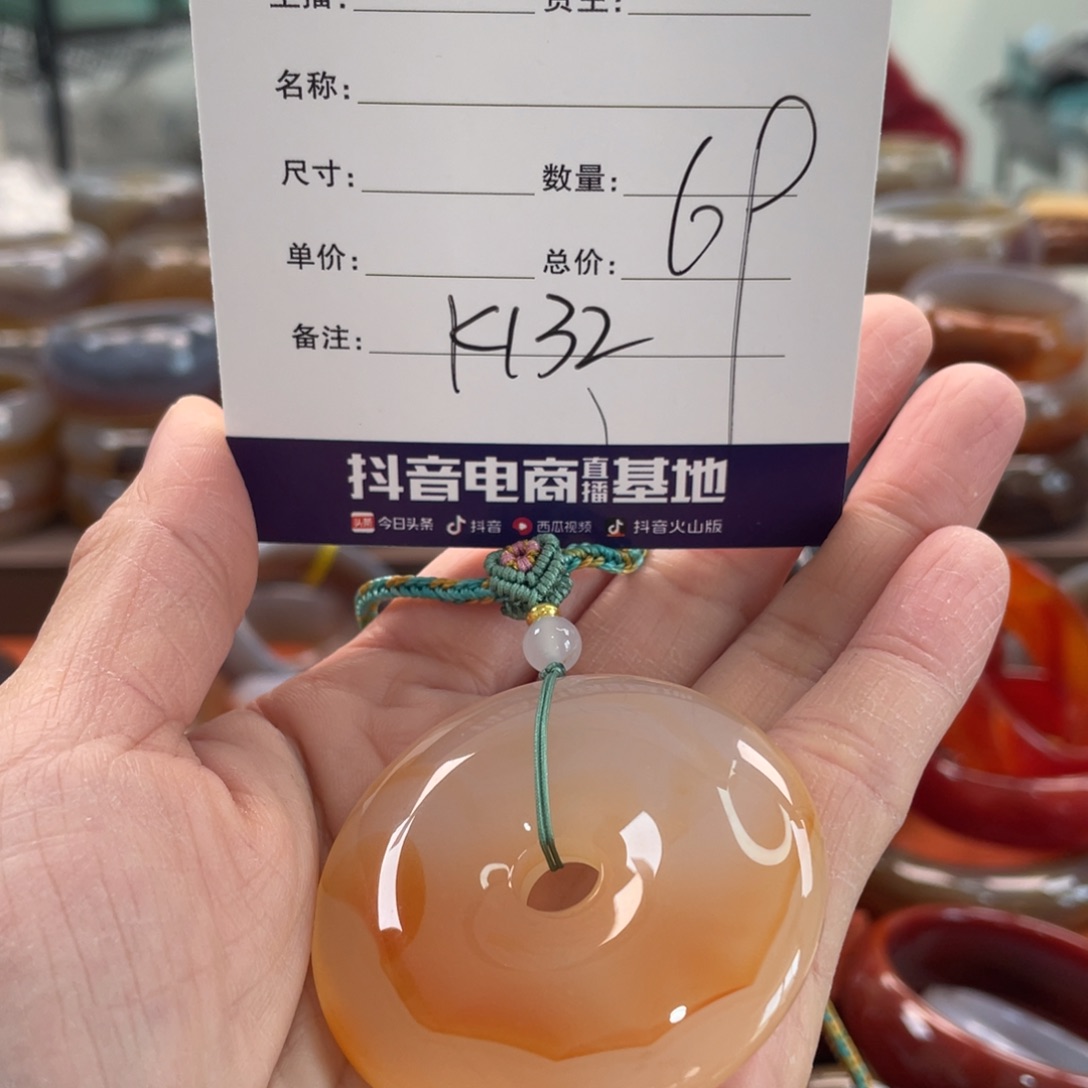 主播： 货主：
名称：
尺寸： 数量： 6P
单价： 总价：
备注： K132
抖音电商直播基地
头条 今日头条 抖音 西瓜视频 抖音火山版